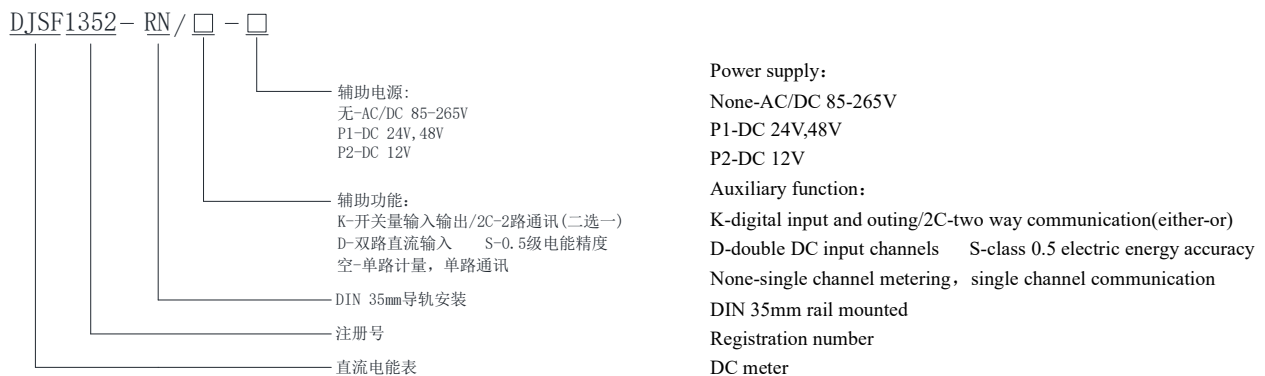 DJSF1352- RN/□ -□
辅助电源:
无-AC/DC 85-265V
P1-DC 24V,48V
P2-DC 12V
辅助功能:
K-开关量输入输出/2C-2路通讯(二选一)
D-双路直流输入 S-0.5级电能精度
空-单路计量，单路通讯
DIN 35mm导轨安装
注册号
直流电能表
Power supply：
None-AC/DC 85-265V
P1-DC 24V,48V
P2-DC 12V
Auxiliary function：
K-digital input and outing/2C-two way communication(either-or)
D-double DC input channels S-class 0.5 electric energy accuracy
None-single channel metering，single channel communication
DIN 35mm rail mounted
Registration number
DC meter